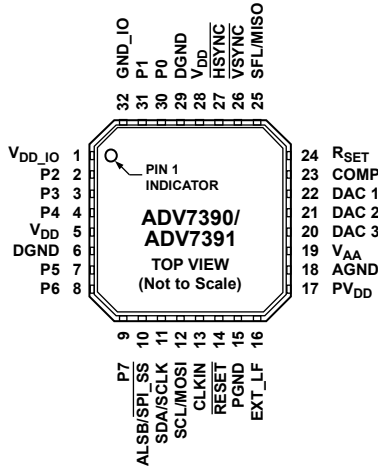 GND_IO
P1
P0
DGND
VDD
HSYNC
VSYNC
SFL/MISO
32 31 30 29 28 27 26 25
VDD_IO 1
P2 2
P3 3
P4 4
VDD 5
DGND 6
P5 7
P6 8
PIN 1
INDICATOR
ADV7390/
ADV7391
TOP VIEW
(Not to Scale)
24 RSET
23 COMP
22 DAC 1
21 DAC 2
20 DAC 3
19 VAA
18 AGND
17 PVDD
9 10 11 12 13 14 15 16
P7
ALSB/SPI_SS
SDA/SCLK
SCL/MOSI
CLKIN
RESET
PGND
EXT_LF